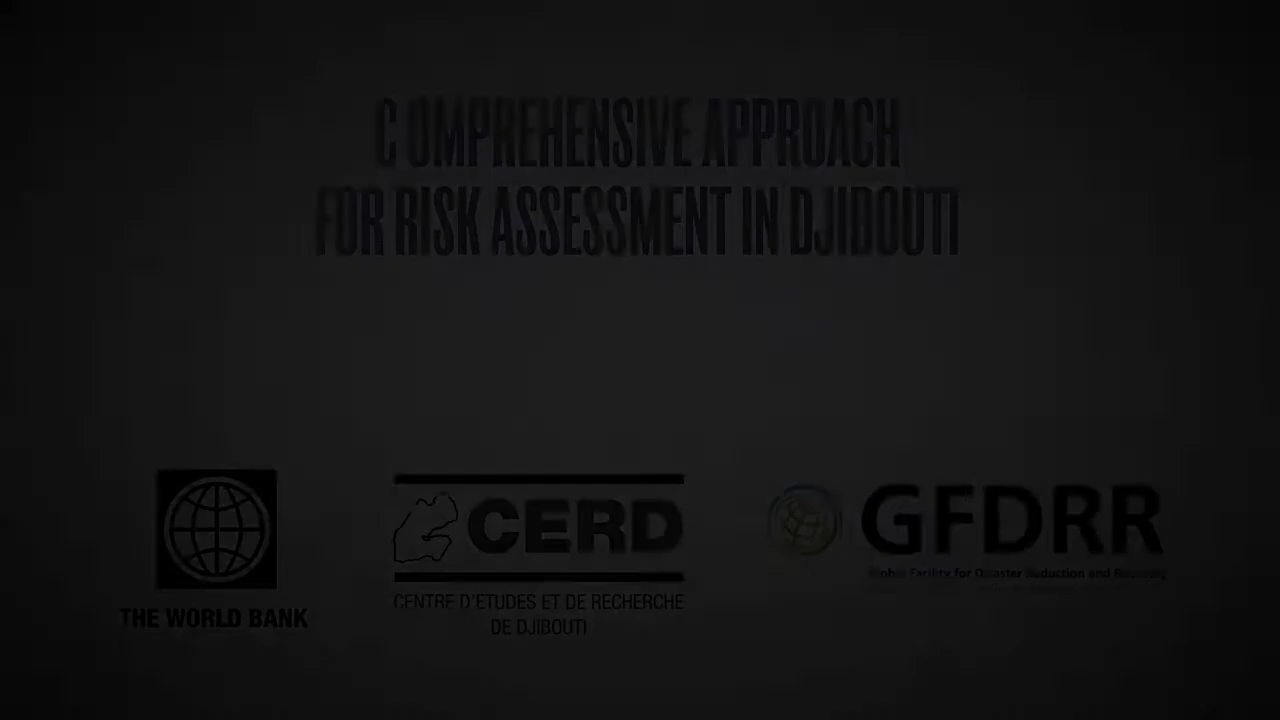 COMPREHENSIVE APPROACH
FOR RISK ASSESSMENT IN DJIBOUTI
THE WORLD BANK
CERD
CENTRE D'ETUDES ET DE RECHERCHE
DE DJIBOUTI
GFDRR
Global Facility for Disaster Reduction and Recovery